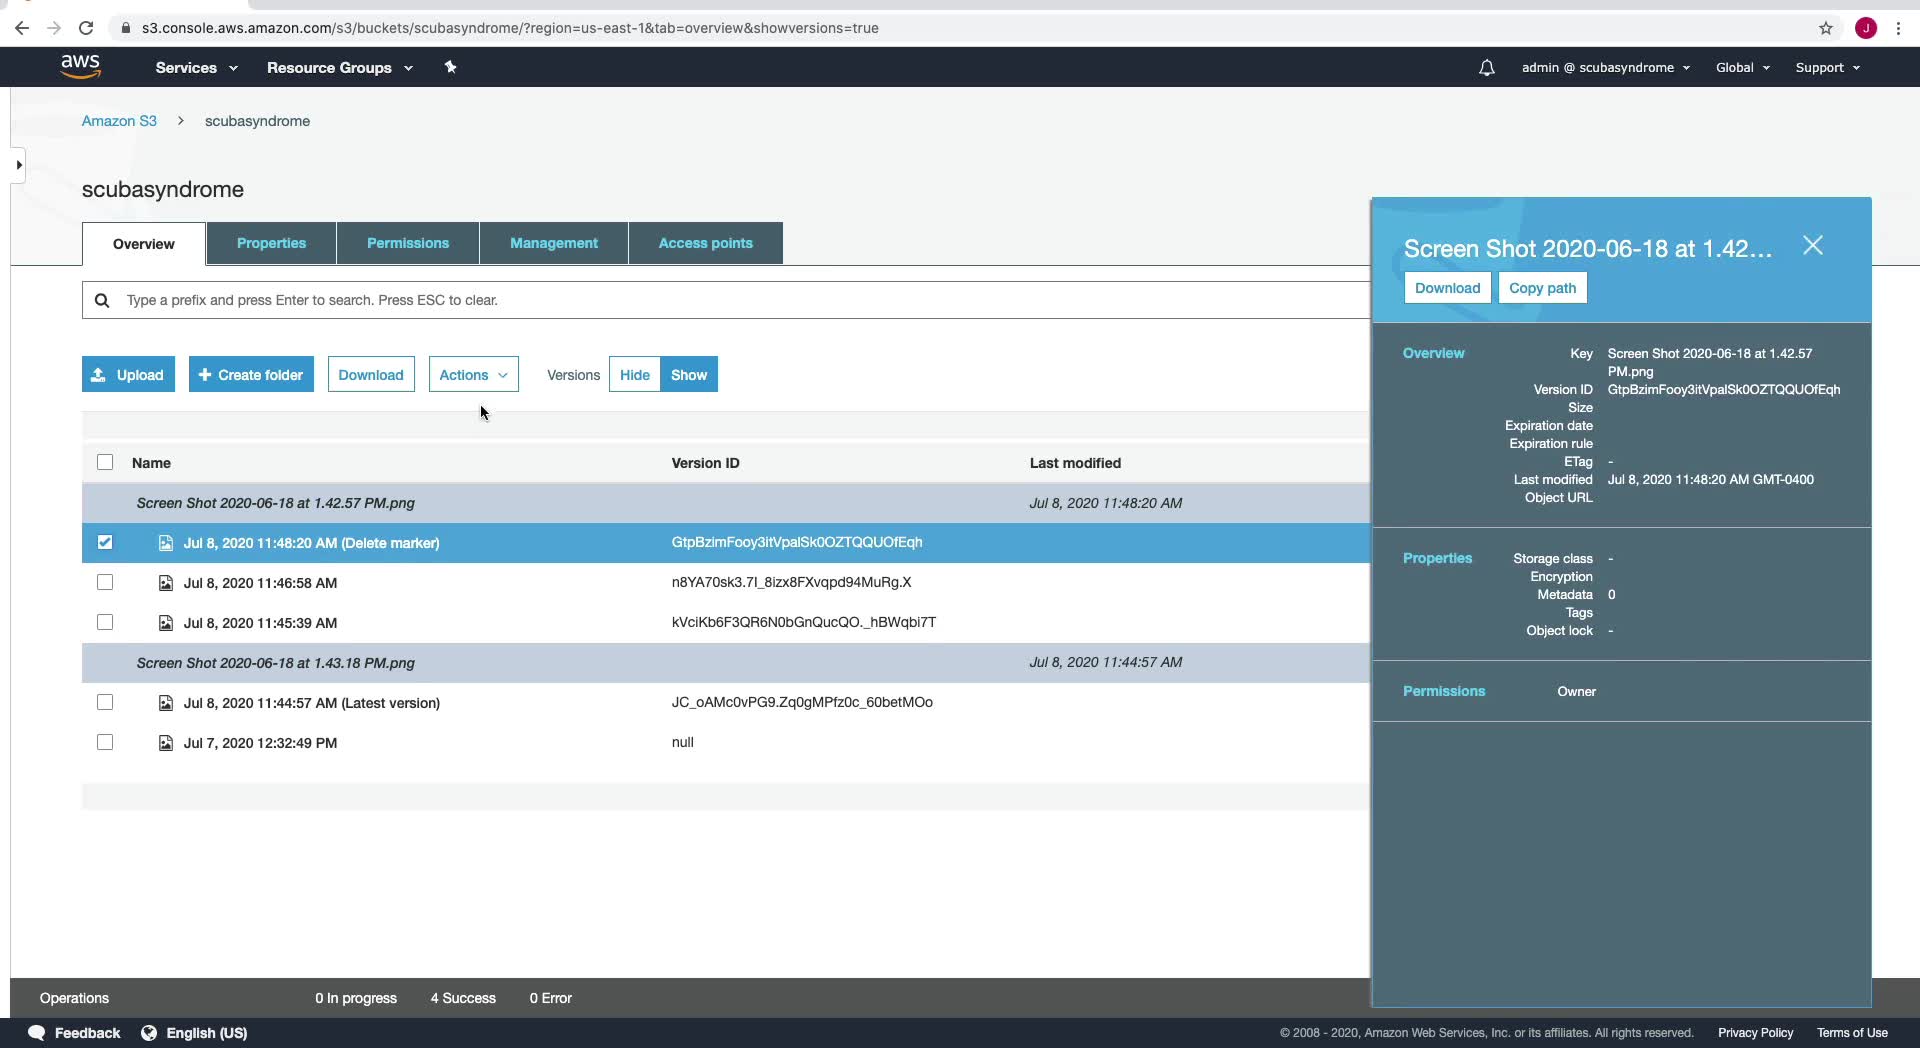 s3.console.aws.amazon.com/s3/buckets/scubasyndrome/?region=us-east-1&tab=overview&showversions=true
J
aws
Services
Resource Groups
admin @ scubasyndrome
Global
Support
Amazon S3 > scubasyndrome
scubasyndrome
Overview
Properties
Permissions
Management
Access points
Type a prefix and press Enter to search. Press ESC to clear.
Upload
+ Create folder
Download
Actions
Versions
Hide
Show
Name
Version ID
Last modified
Screen Shot 2020-06-18 at 1.42.57 PM.png
Jul 8, 2020 11:48:20 AM
Jul 8, 2020 11:48:20 AM (Delete marker)
GtpBzimFooy3itVpalSk0OZTQQUOfEqh
Jul 8, 2020 11:46:58 AM
n8YA70sk3.7I_8izx8FXvqpd94MuRg.X
Jul 8, 2020 11:45:39 AM
kVciKb6F3QR6N0bGnQucQO._hBWqbi7T
Screen Shot 2020-06-18 at 1.43.18 PM.png
Jul 8, 2020 11:44:57 AM
Jul 8, 2020 11:44:57 AM (Latest version)
JC_oAMc0vPG9.Zq0gMPfz0c_60betMOo
Jul 7, 2020 12:32:49 PM
null
Screen Shot 2020-06-18 at 1.42...
Download
Copy path
Overview
Key Screen Shot 2020-06-18 at 1.42.57
PM.png
Version ID GtpBzimFooy3itVpalSk0OZTQQUOfEqh
Size
Expiration date
Expiration rule
ETag -
Last modified Jul 8, 2020 11:48:20 AM GMT-0400
Object URL
Properties
Storage class -
Encryption
Metadata 0
Tags
Object lock -
Permissions
Owner
Operations
0 In progress
4 Success
0 Error
Feedback
English (US)
© 2008 - 2020, Amazon Web Services, Inc. or its affiliates. All rights reserved.
Privacy Policy
Terms of Use